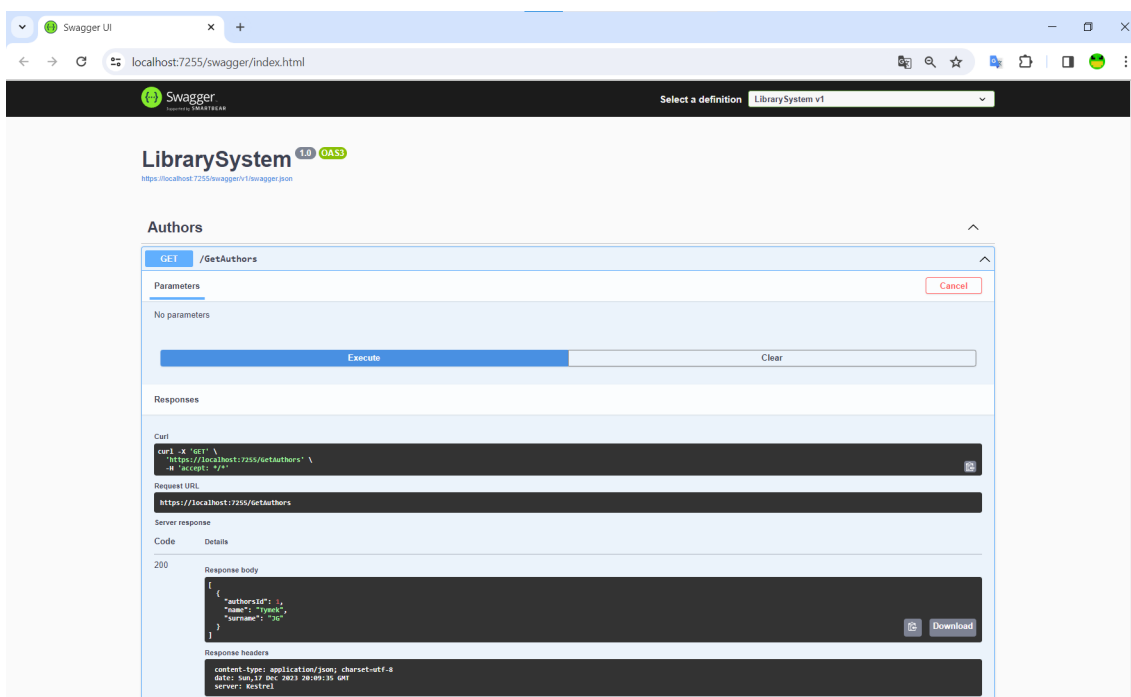 Swagger UI
localhost:7255/swagger/index.html
Swagger
Supported by SMARTBEAR
Select a definition LibrarySystem v1
LibrarySystem 1.0 OAS3
https://localhost:7255/swagger/v1/swagger.json
Authors
GET /GetAuthors
Parameters Cancel
No parameters
Execute Clear
Responses
Curl
curl -X 'GET' \
'https://localhost:7255/GetAuthors' \
-H 'accept: */*'
Request URL
https://localhost:7255/GetAuthors
Server response
Code Details
200
Response body
[
{
"authorsId": 1,
"name": "Tymek",
"surname": "JG"
}
]
Download
Response headers
content-type: application/json; charset=utf-8
date: Sun,17 Dec 2023 20:09:35 GMT
server: Kestrel